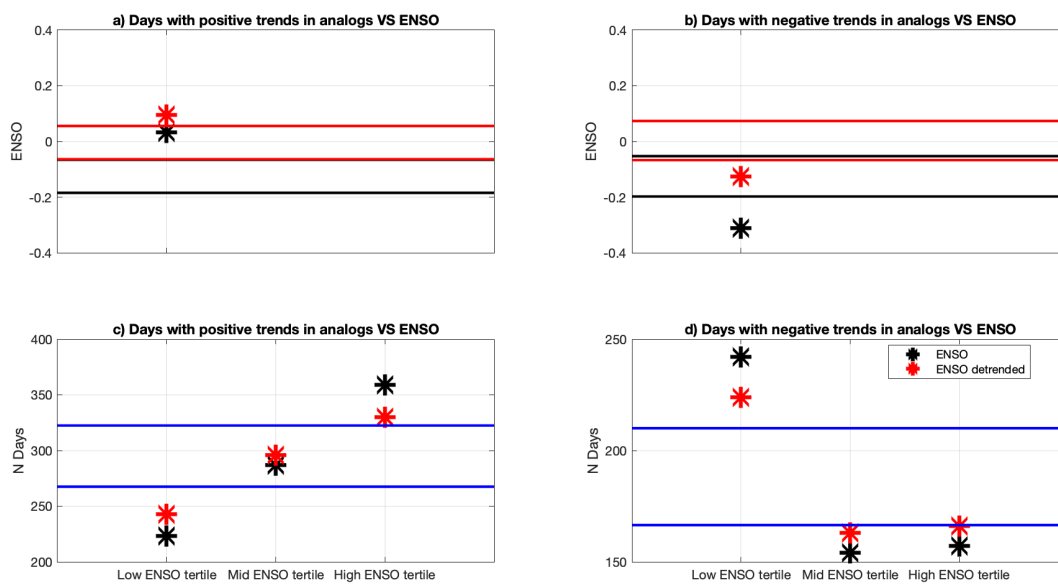 a) Days with positive trends in analogs VS ENSO
0.4
0.2
0
-0.2
-0.4
ENSO
b) Days with negative trends in analogs VS ENSO
0.4
0.2
0
-0.2
-0.4
ENSO
c) Days with positive trends in analogs VS ENSO
400
350
300
250
200
N Days
Low ENSO tertile Mid ENSO tertile High ENSO tertile
d) Days with negative trends in analogs VS ENSO
250
200
150
N Days
ENSO
ENSO detrended
Low ENSO tertile Mid ENSO tertile High ENSO tertile